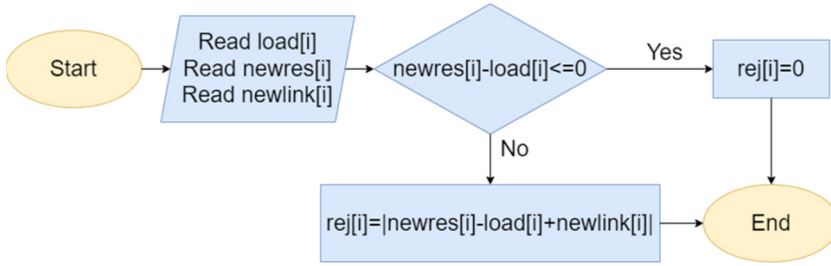 Start
Read load[i]
Read newres[i]
Read newlink[i]
newres[i]-load[i]<=0
Yes
rej[i]=0
No
rej[i]=|newres[i]-load[i]+newlink[i]|
End